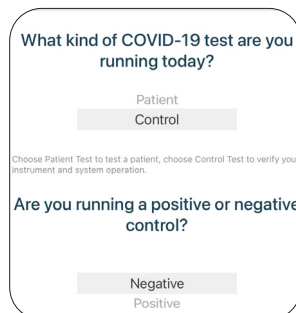 What kind of COVID-19 test are you
running today?
Patient
Control
Choose Patient Test to test a patient, choose Control Test to verify you
instrument and system operation.
Are you running a positive or negative
control?
Negative
Positive